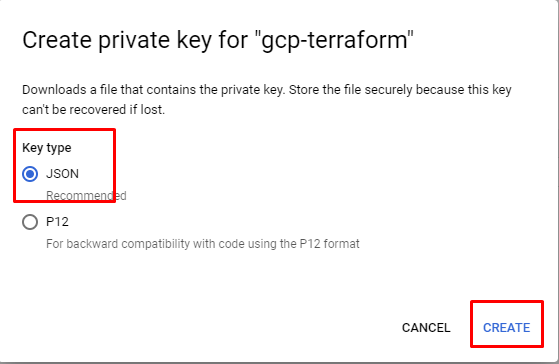 Create private key for "gcp-terraform"
Downloads a file that contains the private key. Store the file securely because this key
can't be recovered if lost.
Key type
JSON
Recommended
P12
For backward compatibility with code using the P12 format
CANCEL CREATE